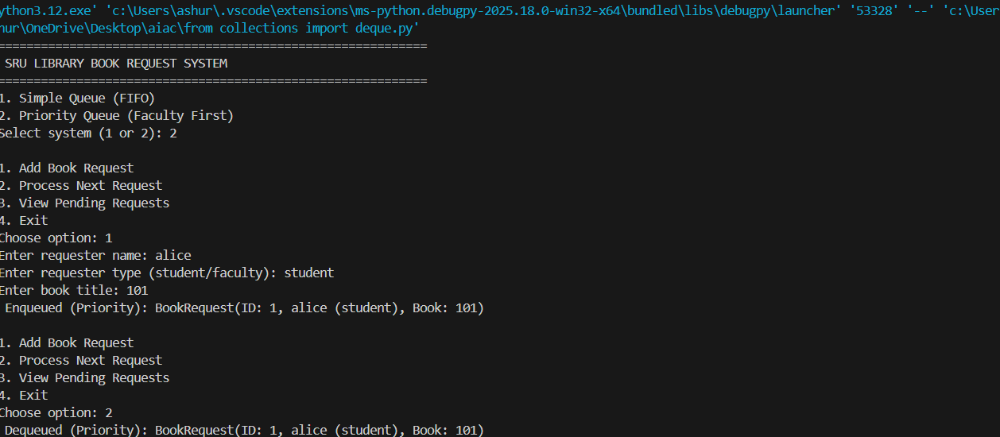 ython3.12.exe' 'c:\Users\ashur\.vscode\extensions\ms-python.debugpy-2025.18.0-win32-x64\bundled\libs\debugpy\launcher' '53328' '--' 'c:\User
hur\OneDrive\Desktop\aiac\from collections import deque.py'
============================================================
SRU LIBRARY BOOK REQUEST SYSTEM
============================================================
1. Simple Queue (FIFO)
2. Priority Queue (Faculty First)
Select system (1 or 2): 2
1. Add Book Request
2. Process Next Request
3. View Pending Requests
4. Exit
Choose option: 1
Enter requester name: alice
Enter requester type (student/faculty): student
Enter book title: 101
Enqueued (Priority): BookRequest(ID: 1, alice (student), Book: 101)
1. Add Book Request
2. Process Next Request
3. View Pending Requests
4. Exit
Choose option: 2
Dequeued (Priority): BookRequest(ID: 1, alice (student), Book: 101)